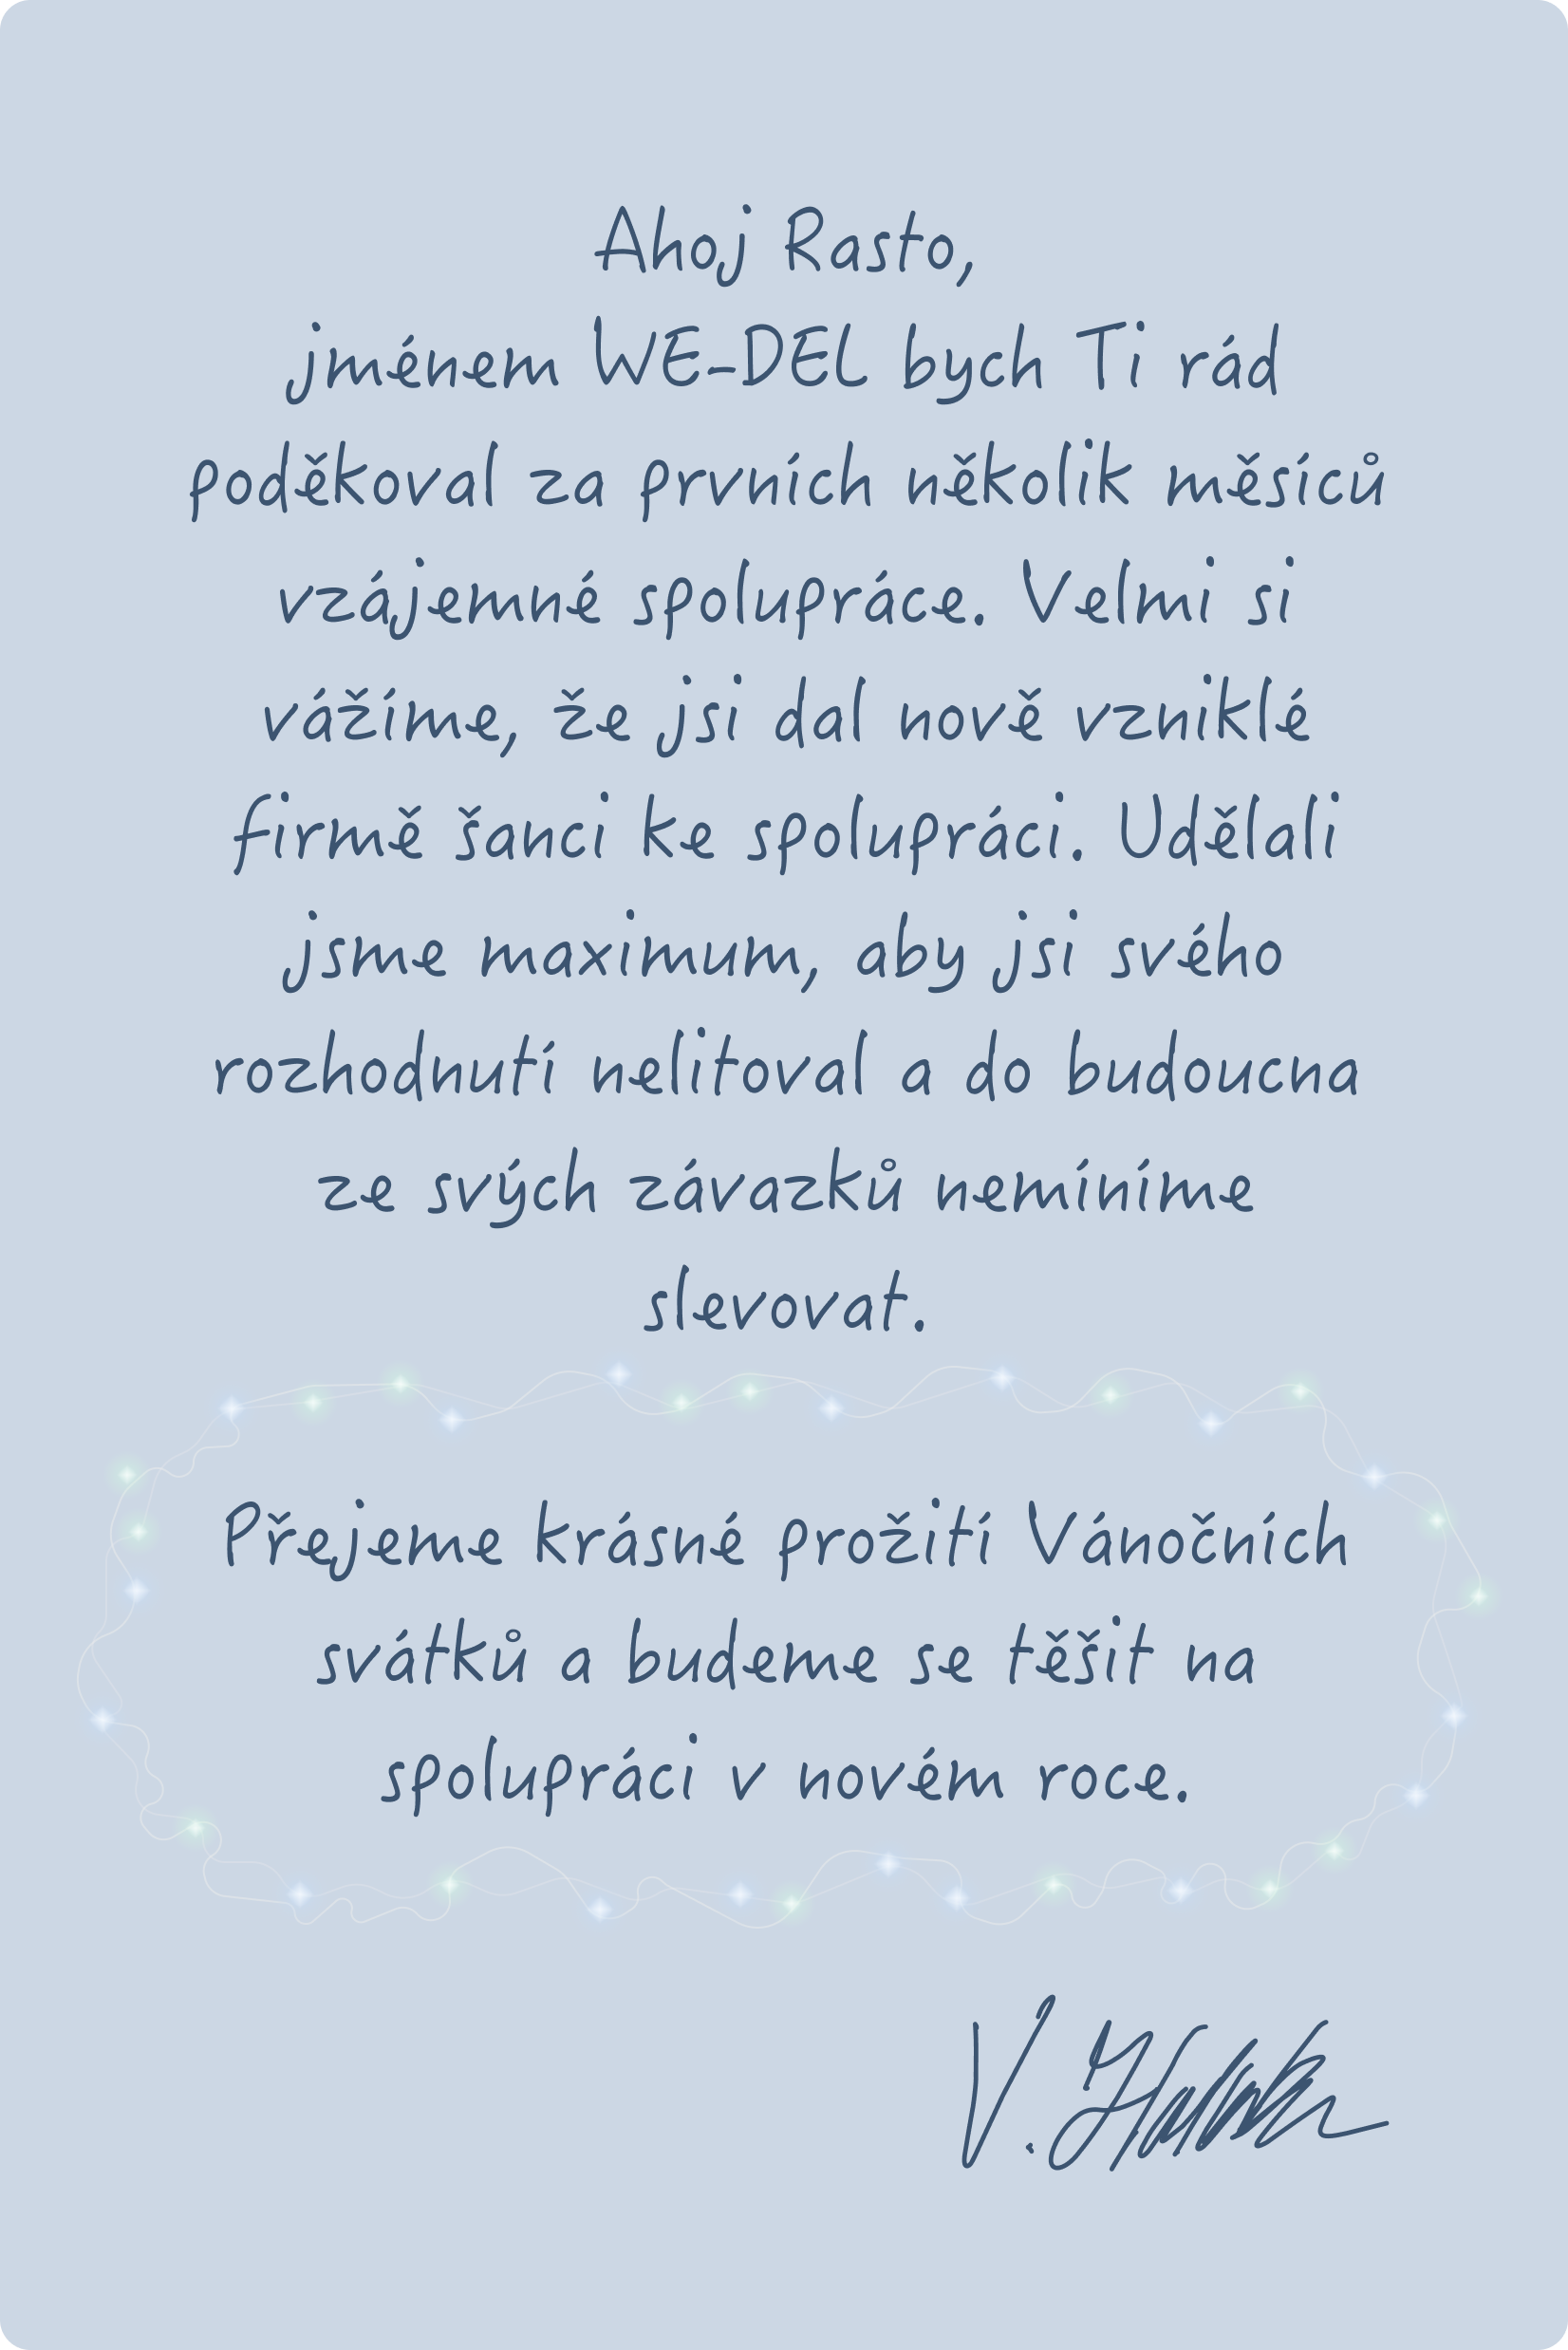 Ahoj Rasto,
jménem WE-DEL bych Ti rád
poděkoval za prvních několik měsíců
vzájemné spolupráce. Velmi si
vážíme, že jsi dal nově vzniklé
firmě šanci ke spolupráci. Udělali
jsme maximum, aby jsi svého
rozhodnutí nelitoval a do budoucna
ze svých závazků nemíníme
slevovat.
Přejeme krásné prožití Vánočních
svátků a budeme se těšit na
spolupráci v novém roce.
V.